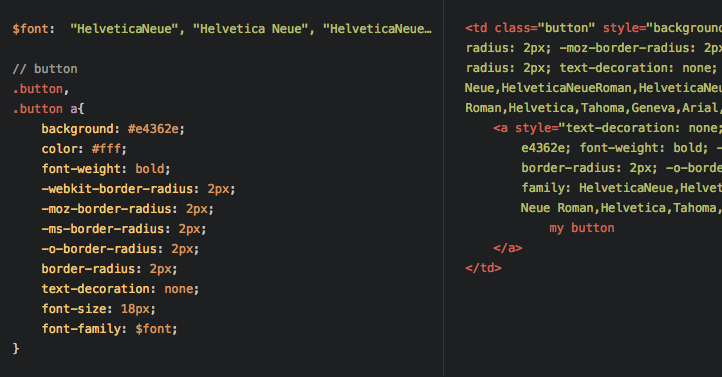 $font:  "HelveticaNeue", "Helvetica Neue", "HelveticaNeue…
// button
.button,
.button a{
background: #e4362e;
color: #fff;
font-weight: bold;
-webkit-border-radius: 2px;
-moz-border-radius: 2px;
-ms-border-radius: 2px;
-o-border-radius: 2px;
border-radius: 2px;
text-decoration: none;
font-size: 18px;
font-family: $font;
}
<td class="button" style="background
radius: 2px; -moz-border-radius: 2px
radius: 2px; text-decoration: none;
Neue,HelveticaNeueRoman,HelveticaNeu
Roman,Helvetica,Tahoma,Geneva,Arial,
<a style="text-decoration: none;
e4362e; font-weight: bold; -
border-radius: 2px; -o-borde
family: HelveticaNeue,Helvet
Neue Roman,Helvetica,Tahoma,
my button
</a>
</td>